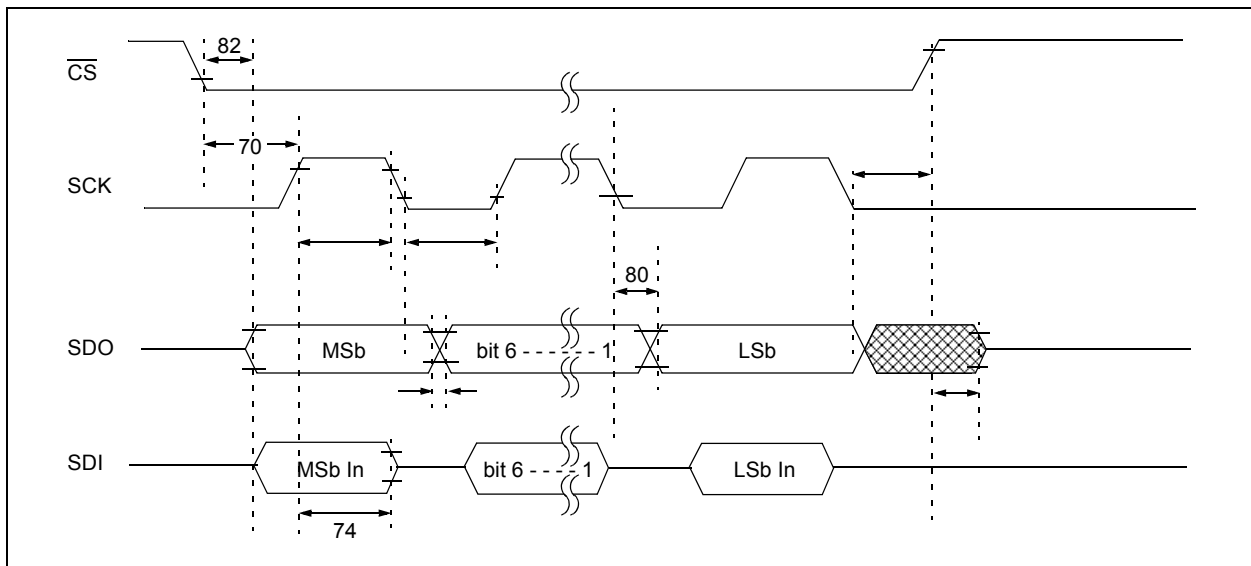 82
CS
70
SCK
80
SDO
MSb
bit 6 - - - - - - 1
LSb
SDI
MSb In
bit 6 - - - - 1
LSb In
74